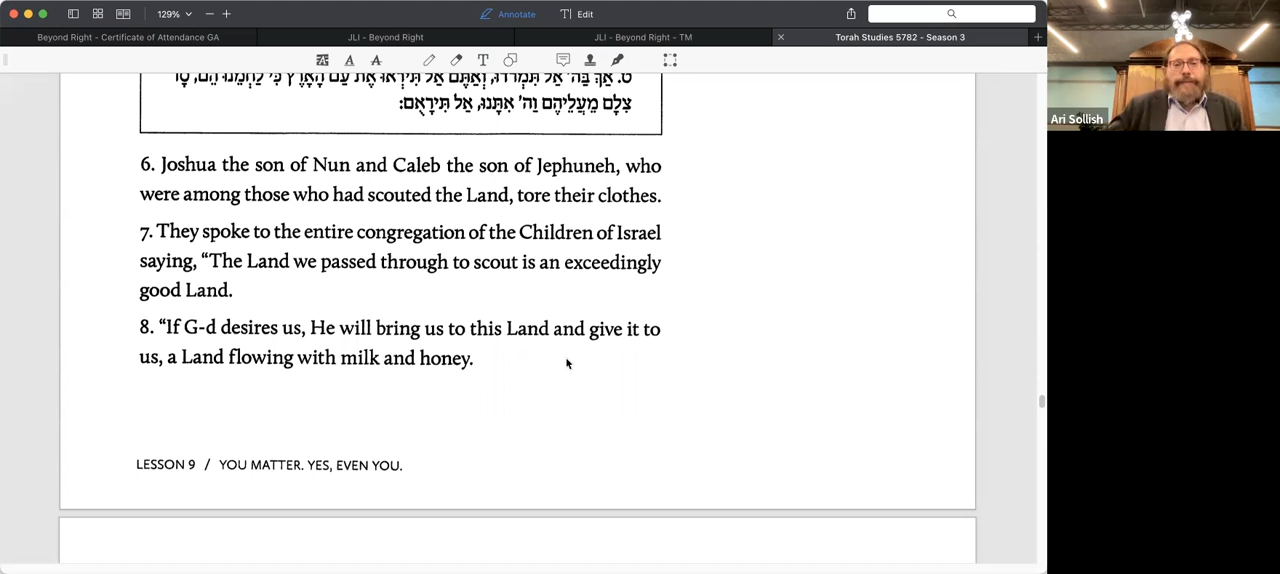 129%
Annotate
Edit
Beyond Right - Certificate of Attendance GA
JLI - Beyond Right
JLI - Beyond Right - TM
Torah Studies 5782 - Season 3
Ari Sollish
ט. אַךְ בַּה' אַל תִּמְרֹדוּ, וְאַתֶּם אַל תִּירְאוּ אֶת עַם הָאָרֶץ כִּי לַחְמֵנוּ הֵם, סָר
צִלָּם מֵעֲלֵיהֶם וַה' אִתָּנוּ, אַל תִּירָאֻם:
6. Joshua the son of Nun and Caleb the son of Jephuneh, who
were among those who had scouted the Land, tore their clothes.
7. They spoke to the entire congregation of the Children of Israel
saying, “The Land we passed through to scout is an exceedingly
good Land.
8. “If G-d desires us, He will bring us to this Land and give it to
us, a Land flowing with milk and honey.
LESSON 9 / YOU MATTER. YES, EVEN YOU.